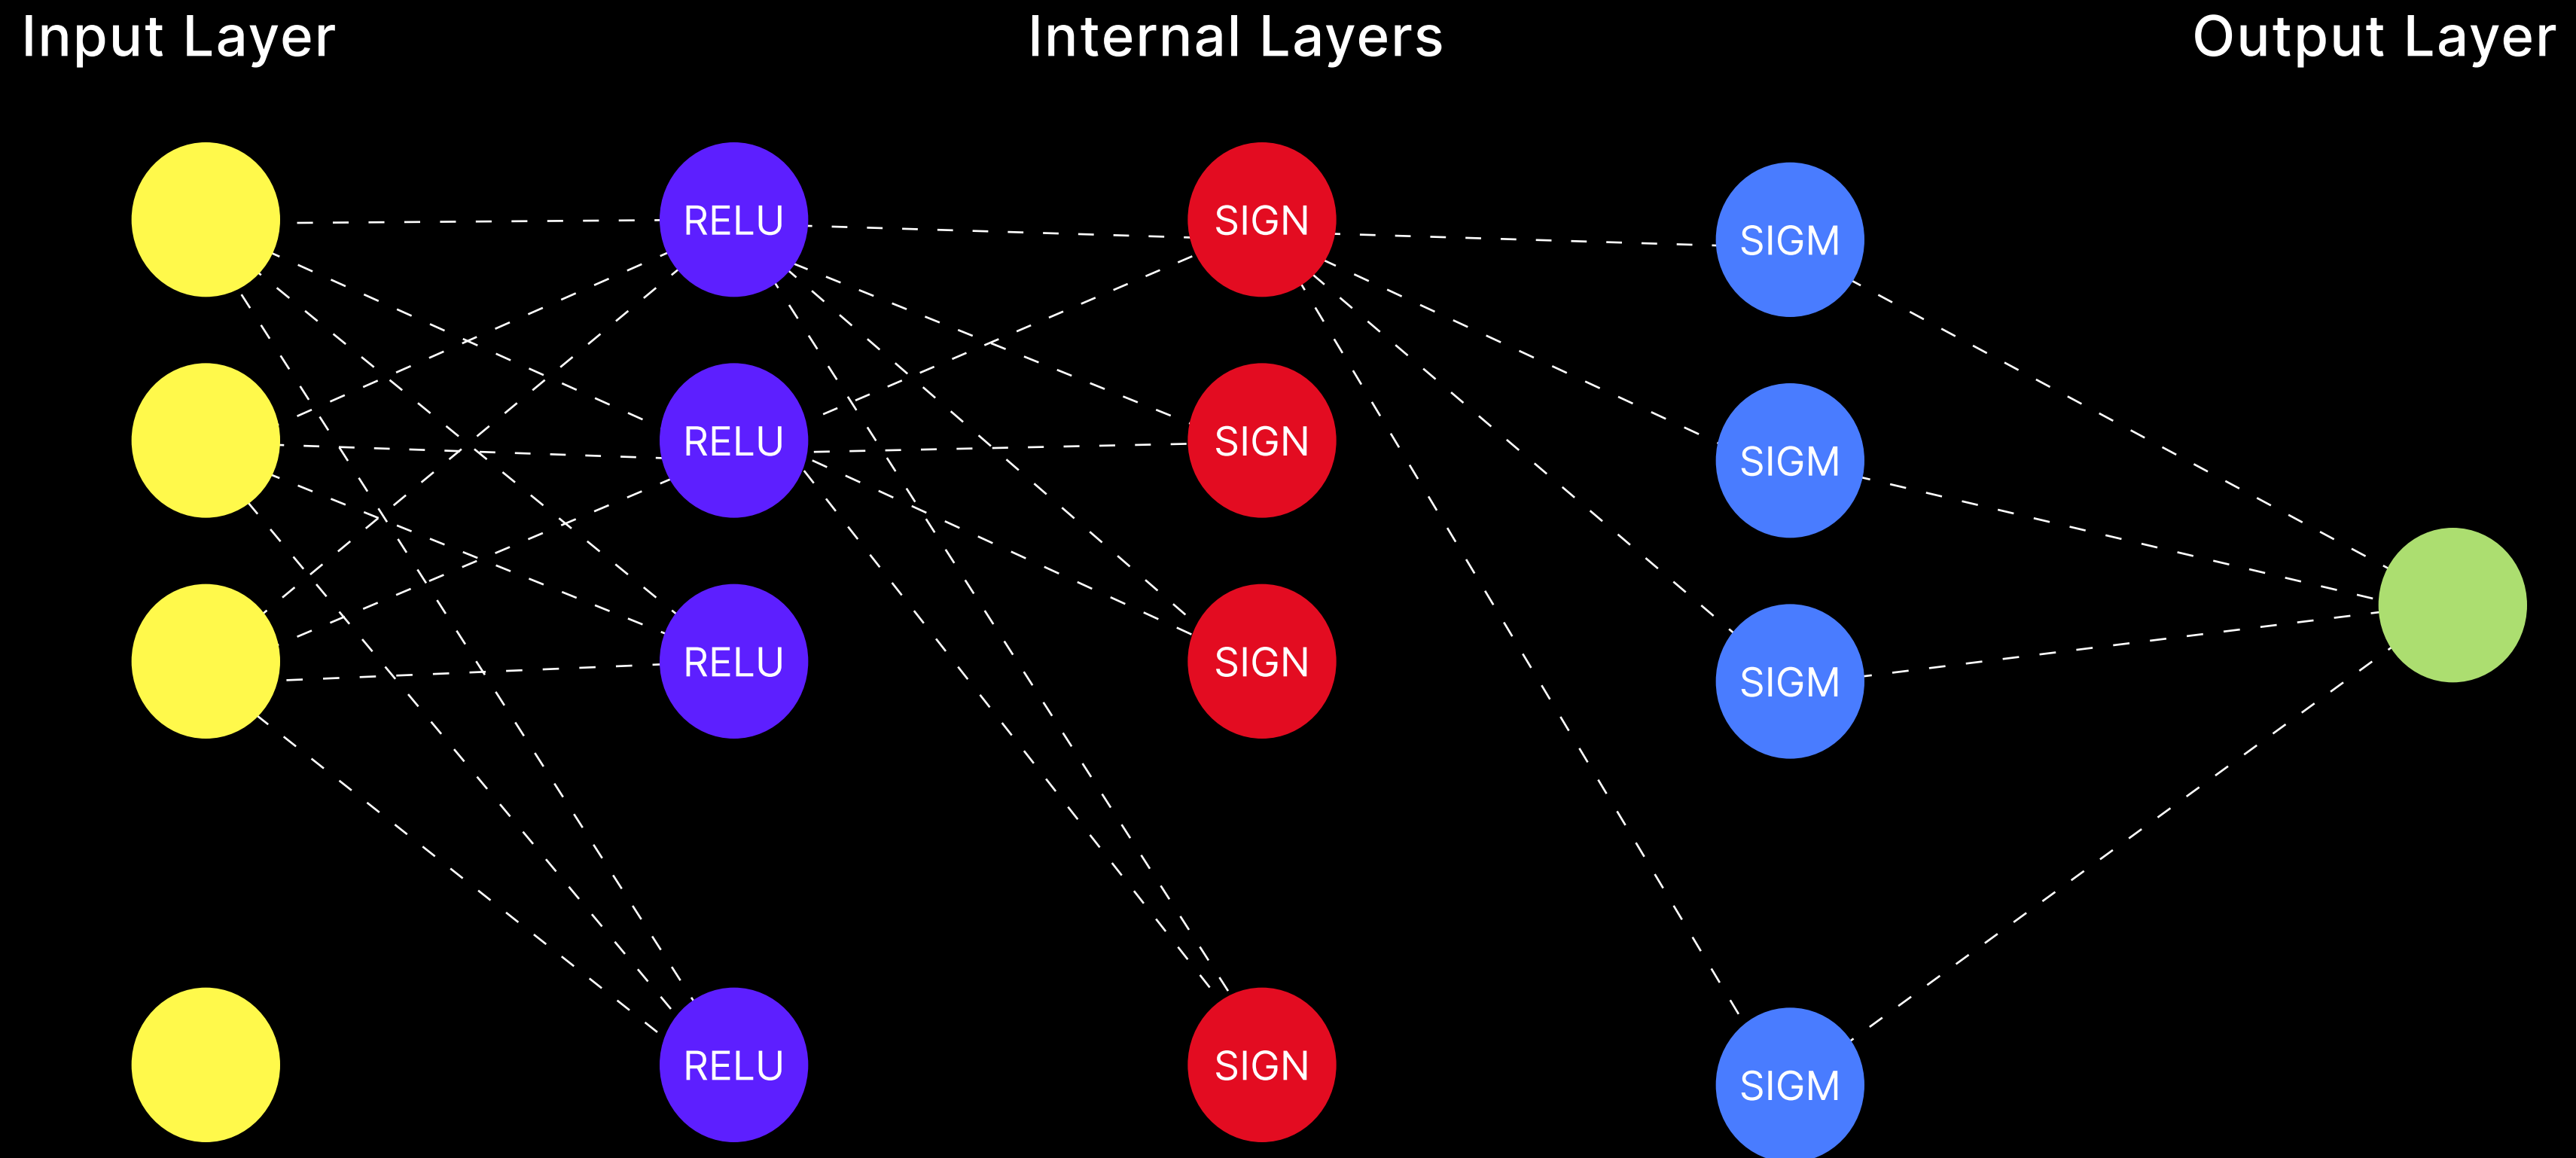 Input Layer
Internal Layers
Output Layer
RELU
SIGN
SIGM
RELU
SIGN
SIGM
RELU
SIGN
SIGM
RELU
SIGN
SIGM